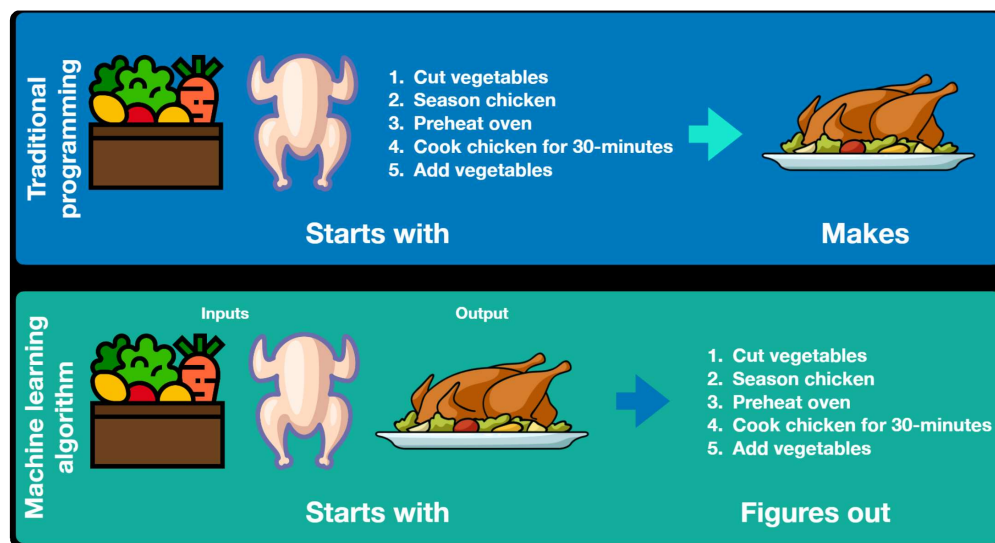 Traditional
programming
1. Cut vegetables
2. Season chicken
3. Preheat oven
4. Cook chicken for 30-minutes
5. Add vegetables
Starts with
Makes
Machine learning
algorithm
Inputs
Output
1. Cut vegetables
2. Season chicken
3. Preheat oven
4. Cook chicken for 30-minutes
5. Add vegetables
Starts with
Figures out